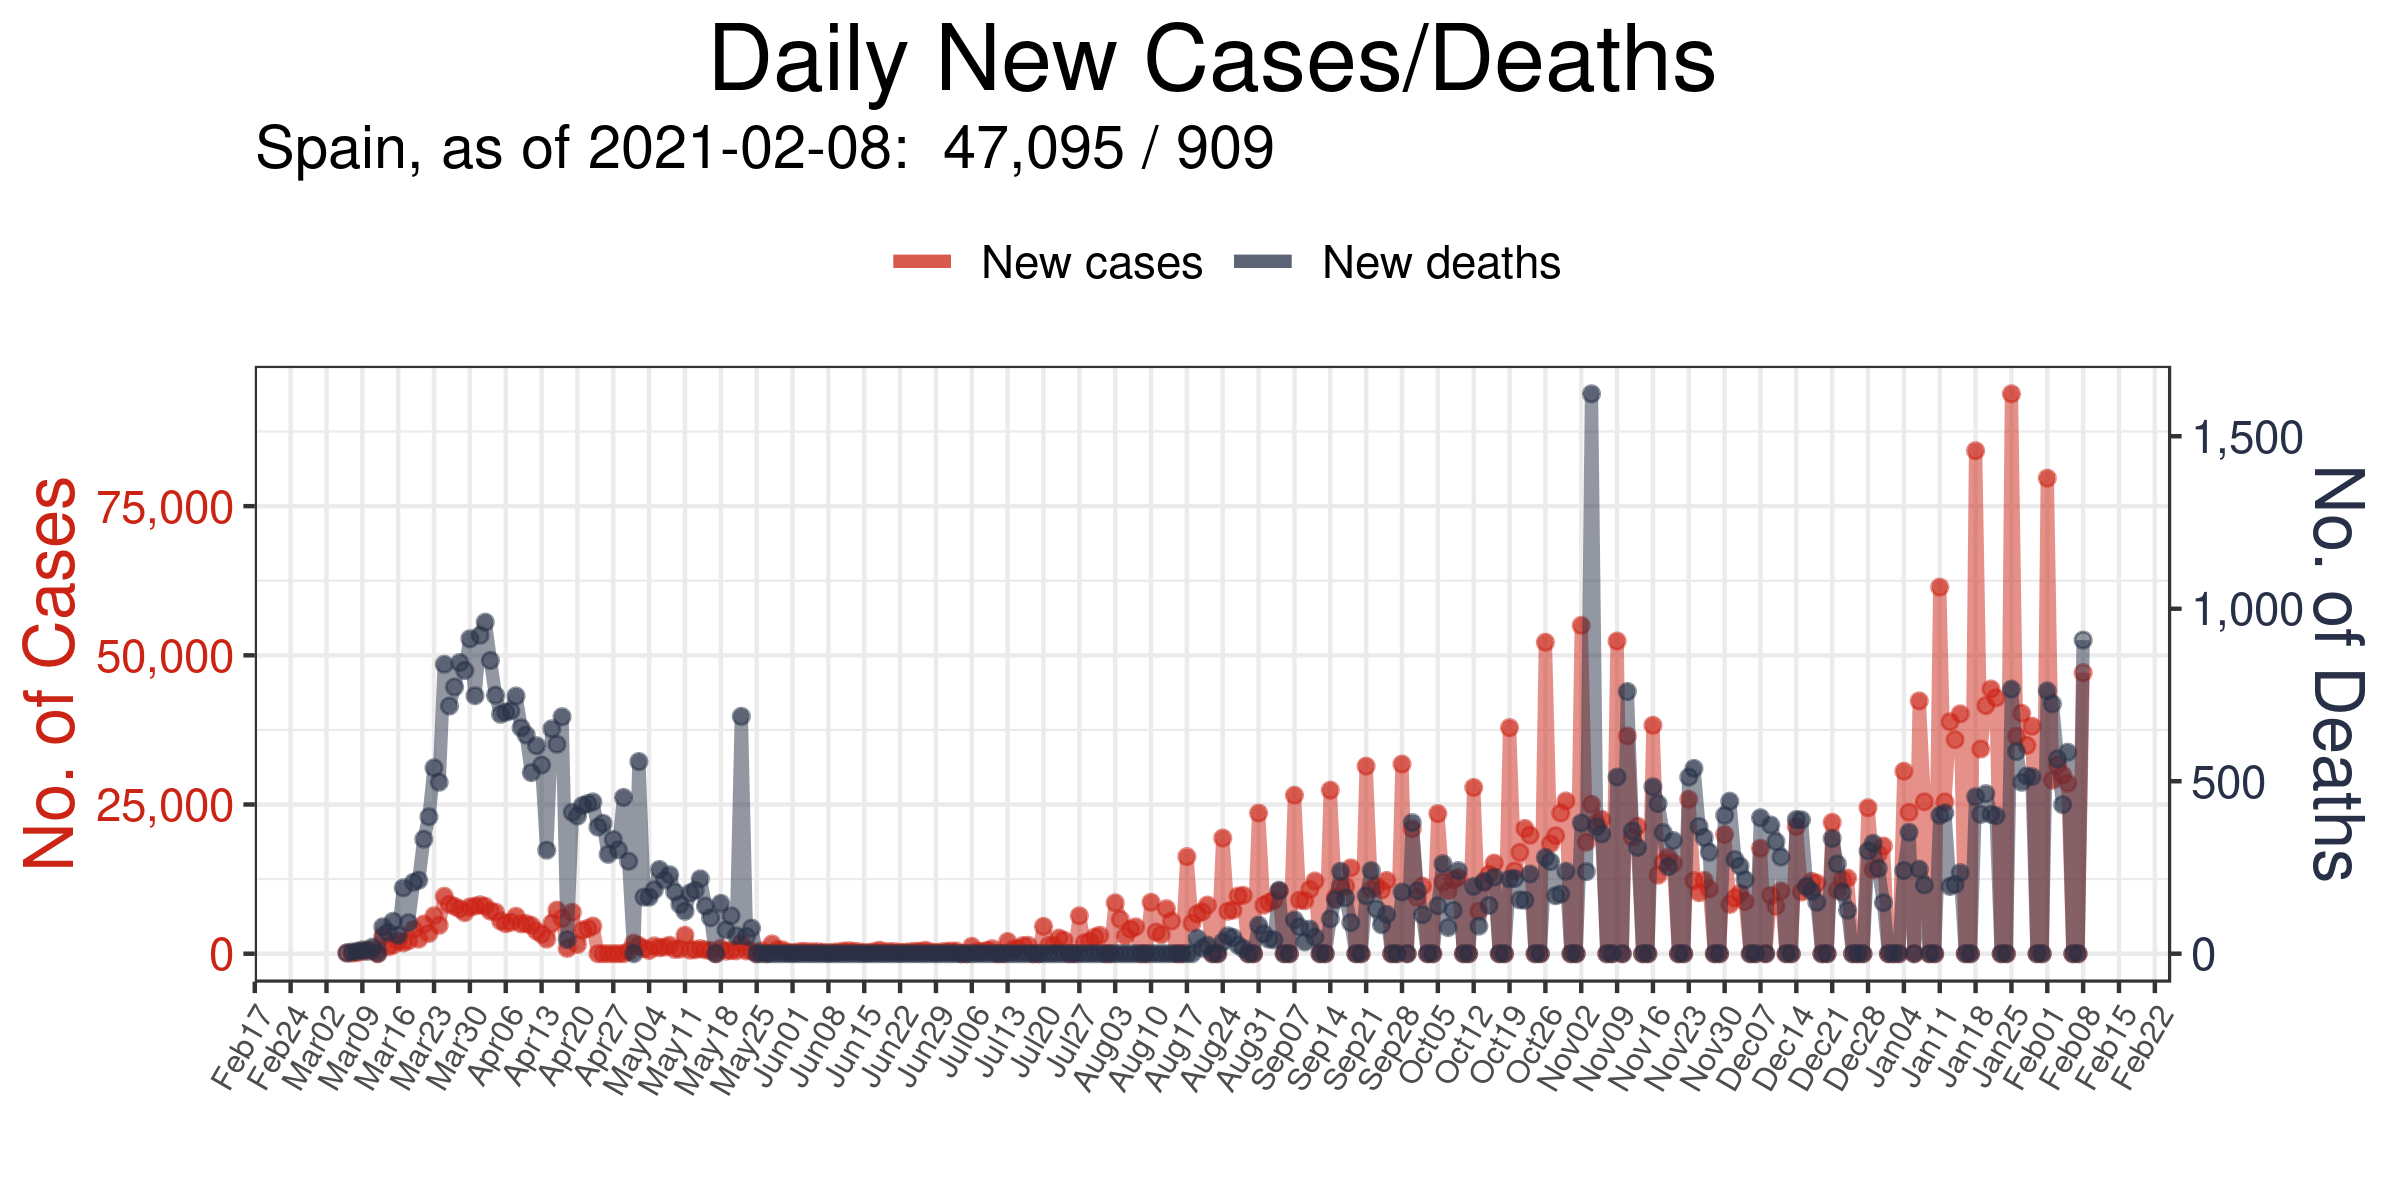 Daily New Cases/Deaths
Spain, as of 2021-02-08:  47,095 / 909
New cases New deaths
No. of Cases
75,000
50,000
25,000
0
1,500
1,000
500
0
No. of Deaths
Feb17 Feb24 Mar02 Mar09 Mar16 Mar23 Mar30 Apr06 Apr13 Apr20 Apr27 May04 May11 May18 May25 Jun01 Jun08 Jun15 Jun22 Jun29 Jul06 Jul13 Jul20 Jul27 Aug03 Aug10 Aug17 Aug24 Aug31 Sep07 Sep14 Sep21 Sep28 Oct05 Oct12 Oct19 Oct26 Nov02 Nov09 Nov16 Nov23 Nov30 Dec07 Dec14 Dec21 Dec28 Jan04 Jan11 Jan18 Jan25 Feb01 Feb08 Feb15 Feb22